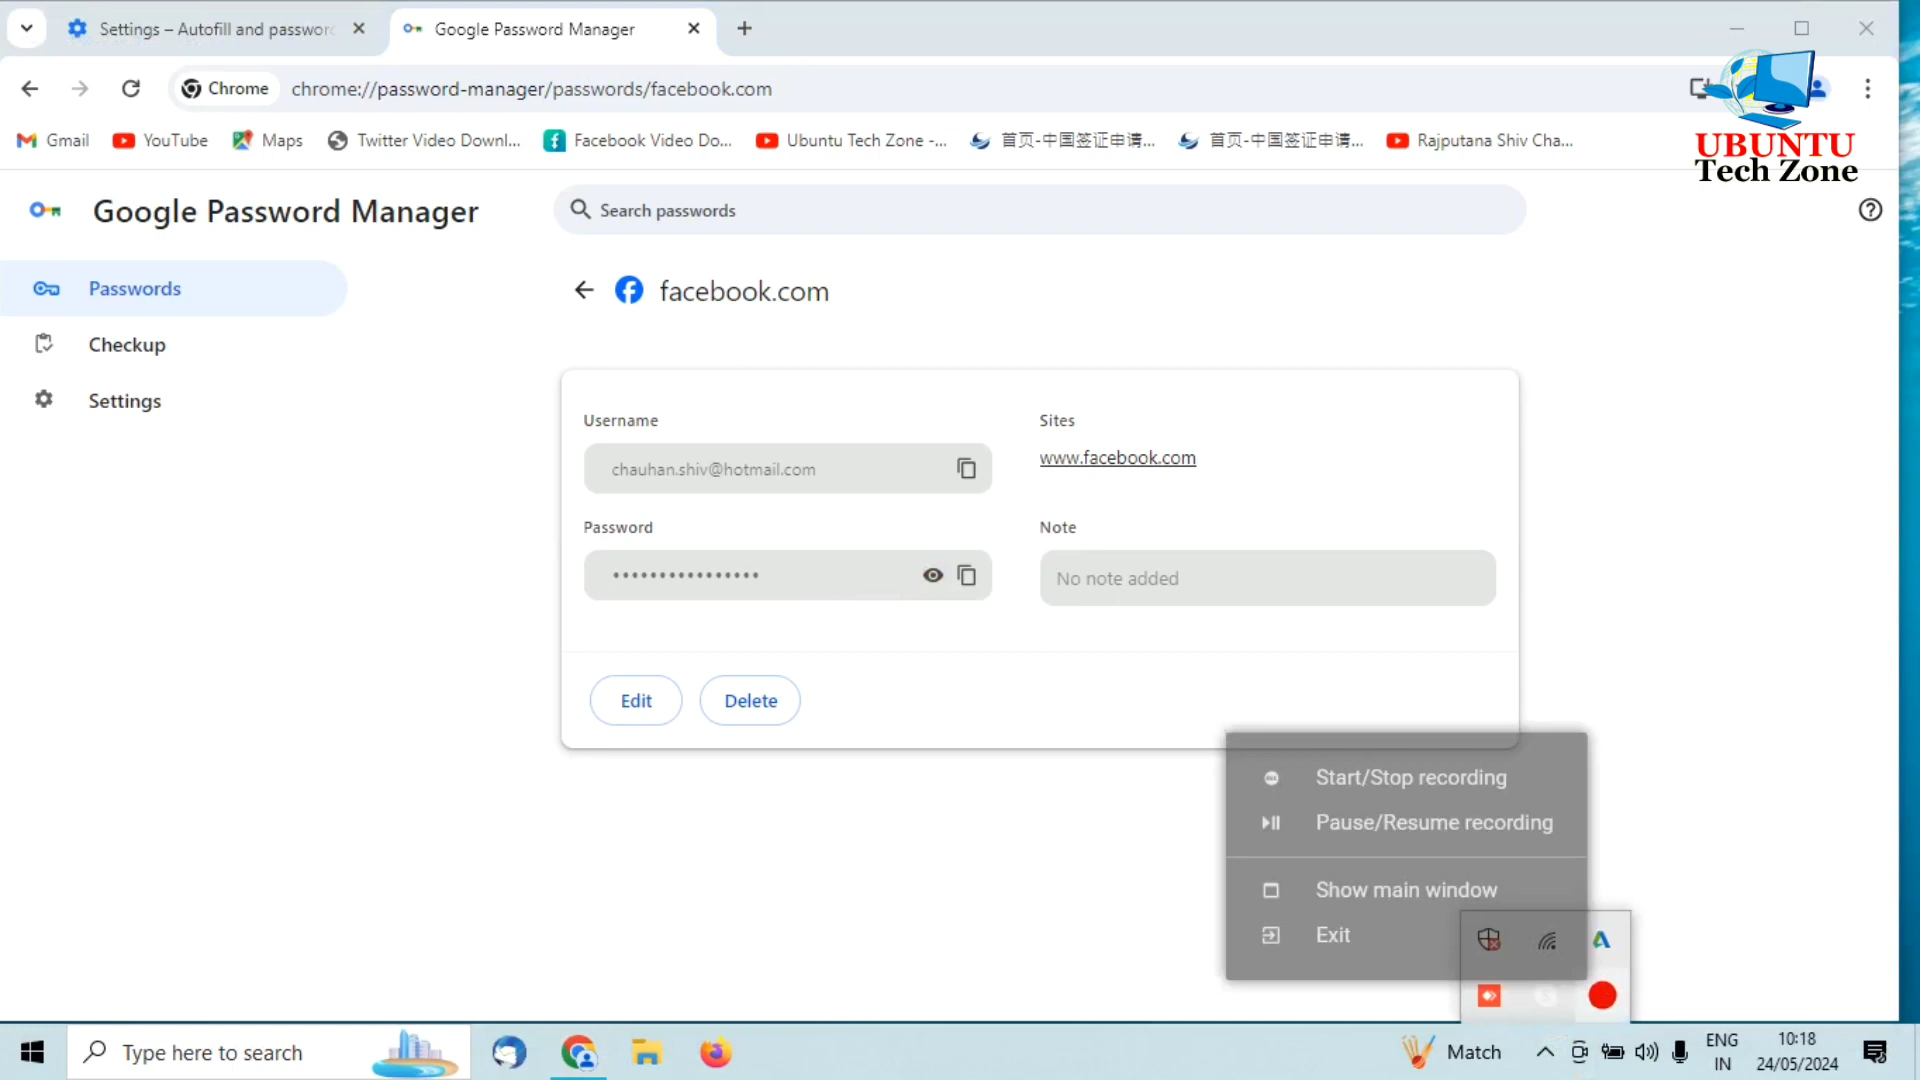 Settings – Autofill and passwor
Google Password Manager
Chrome
chrome://password-manager/passwords/facebook.com
Gmail
YouTube
Maps
Twitter Video Downl...
Facebook Video Do...
Ubuntu Tech Zone -...
首页-中国签证申请...
首页-中国签证申请...
Rajputana Shiv Cha...
UBUNTU
Tech Zone
Google Password Manager
Search passwords
Passwords
Checkup
Settings
facebook.com
Username
chauhan.shiv@hotmail.com
Sites
www.facebook.com
Password
••••••••••••••••
Note
No note added
Edit
Delete
Start/Stop recording
Pause/Resume recording
Show main window
Exit
Type here to search
Match
ENG
IN
10:18
24/05/2024